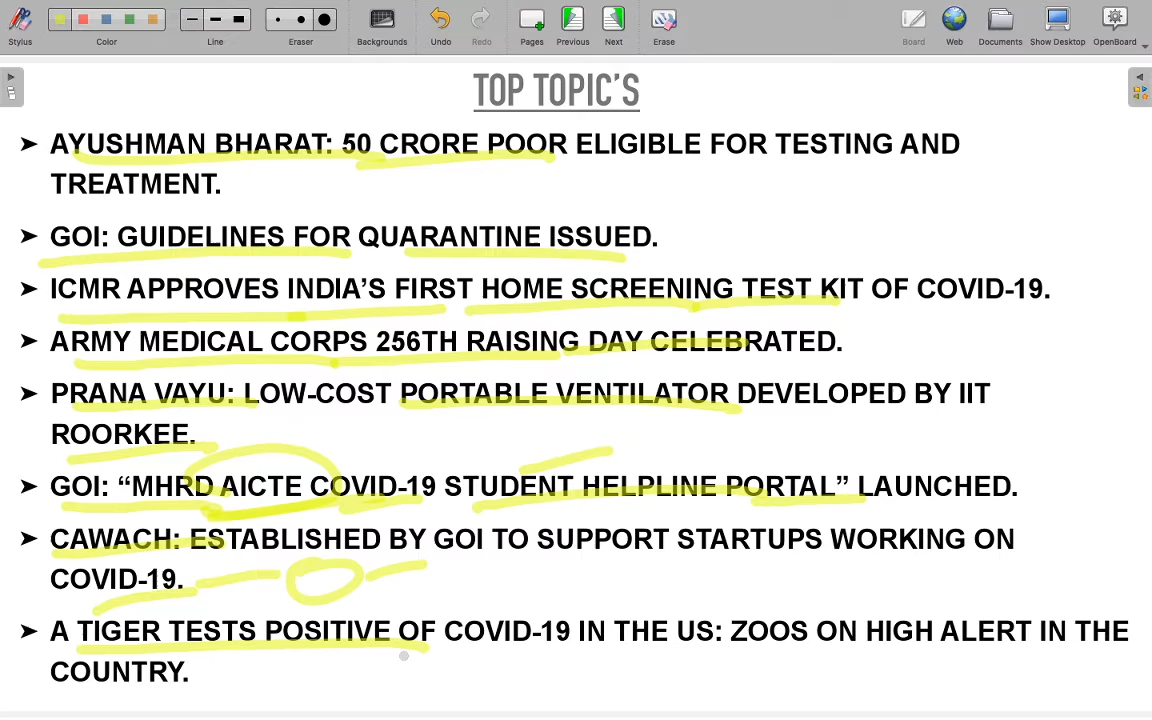 Stylus
Color
Line
Eraser
Backgrounds
Undo
Redo
Pages
Previous
Next
Erase
Board
Web
Documents
Show Desktop
OpenBoard
TOP TOPIC'S
➤ AYUSHMAN BHARAT: 50 CRORE POOR ELIGIBLE FOR TESTING AND
TREATMENT.
➤ GOI: GUIDELINES FOR QUARANTINE ISSUED.
➤ ICMR APPROVES INDIA'S FIRST HOME SCREENING TEST KIT OF COVID-19.
➤ ARMY MEDICAL CORPS 256TH RAISING DAY CELEBRATED.
➤ PRANA VAYU: LOW-COST PORTABLE VENTILATOR DEVELOPED BY IIT
ROORKEE.
➤ GOI: “MHRD AICTE COVID-19 STUDENT HELPLINE PORTAL” LAUNCHED.
➤ CAWACH: ESTABLISHED BY GOI TO SUPPORT STARTUPS WORKING ON
COVID-19.
➤ A TIGER TESTS POSITIVE OF COVID-19 IN THE US: ZOOS ON HIGH ALERT IN THE
COUNTRY.